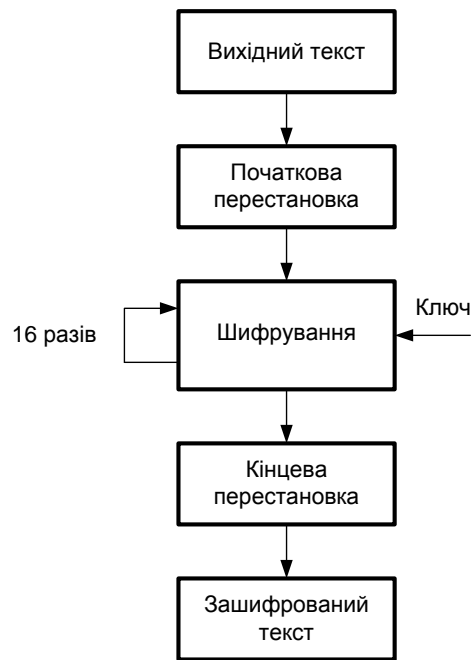 Вихідний текст
Початкова
перестановка
Ключ
16 разів
Шифрування
Кінцева
перестановка
Зашифрований
текст